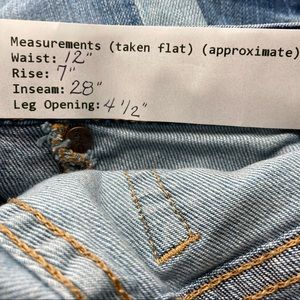 Measurements (taken flat) (approximate)
Waist: 12"
Rise: 7"
Inseam: 28"
Leg Opening: 4 1/2"